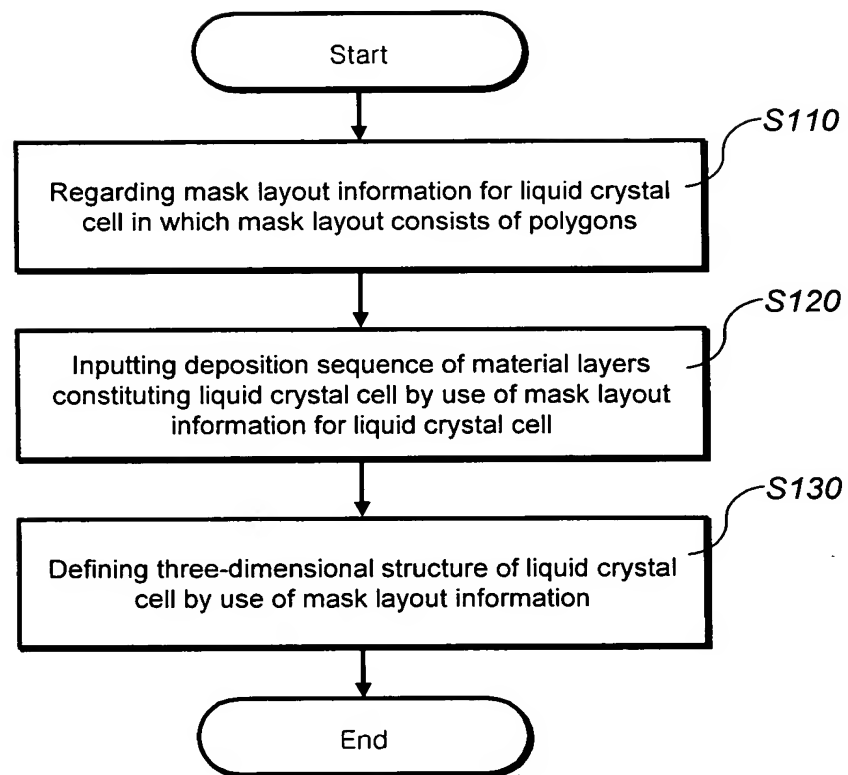 Start
S110
Regarding mask layout information for liquid crystal
cell in which mask layout consists of polygons
S120
Inputting deposition sequence of material layers
constituting liquid crystal cell by use of mask layout
information for liquid crystal cell
S130
Defining three-dimensional structure of liquid crystal
cell by use of mask layout information
End